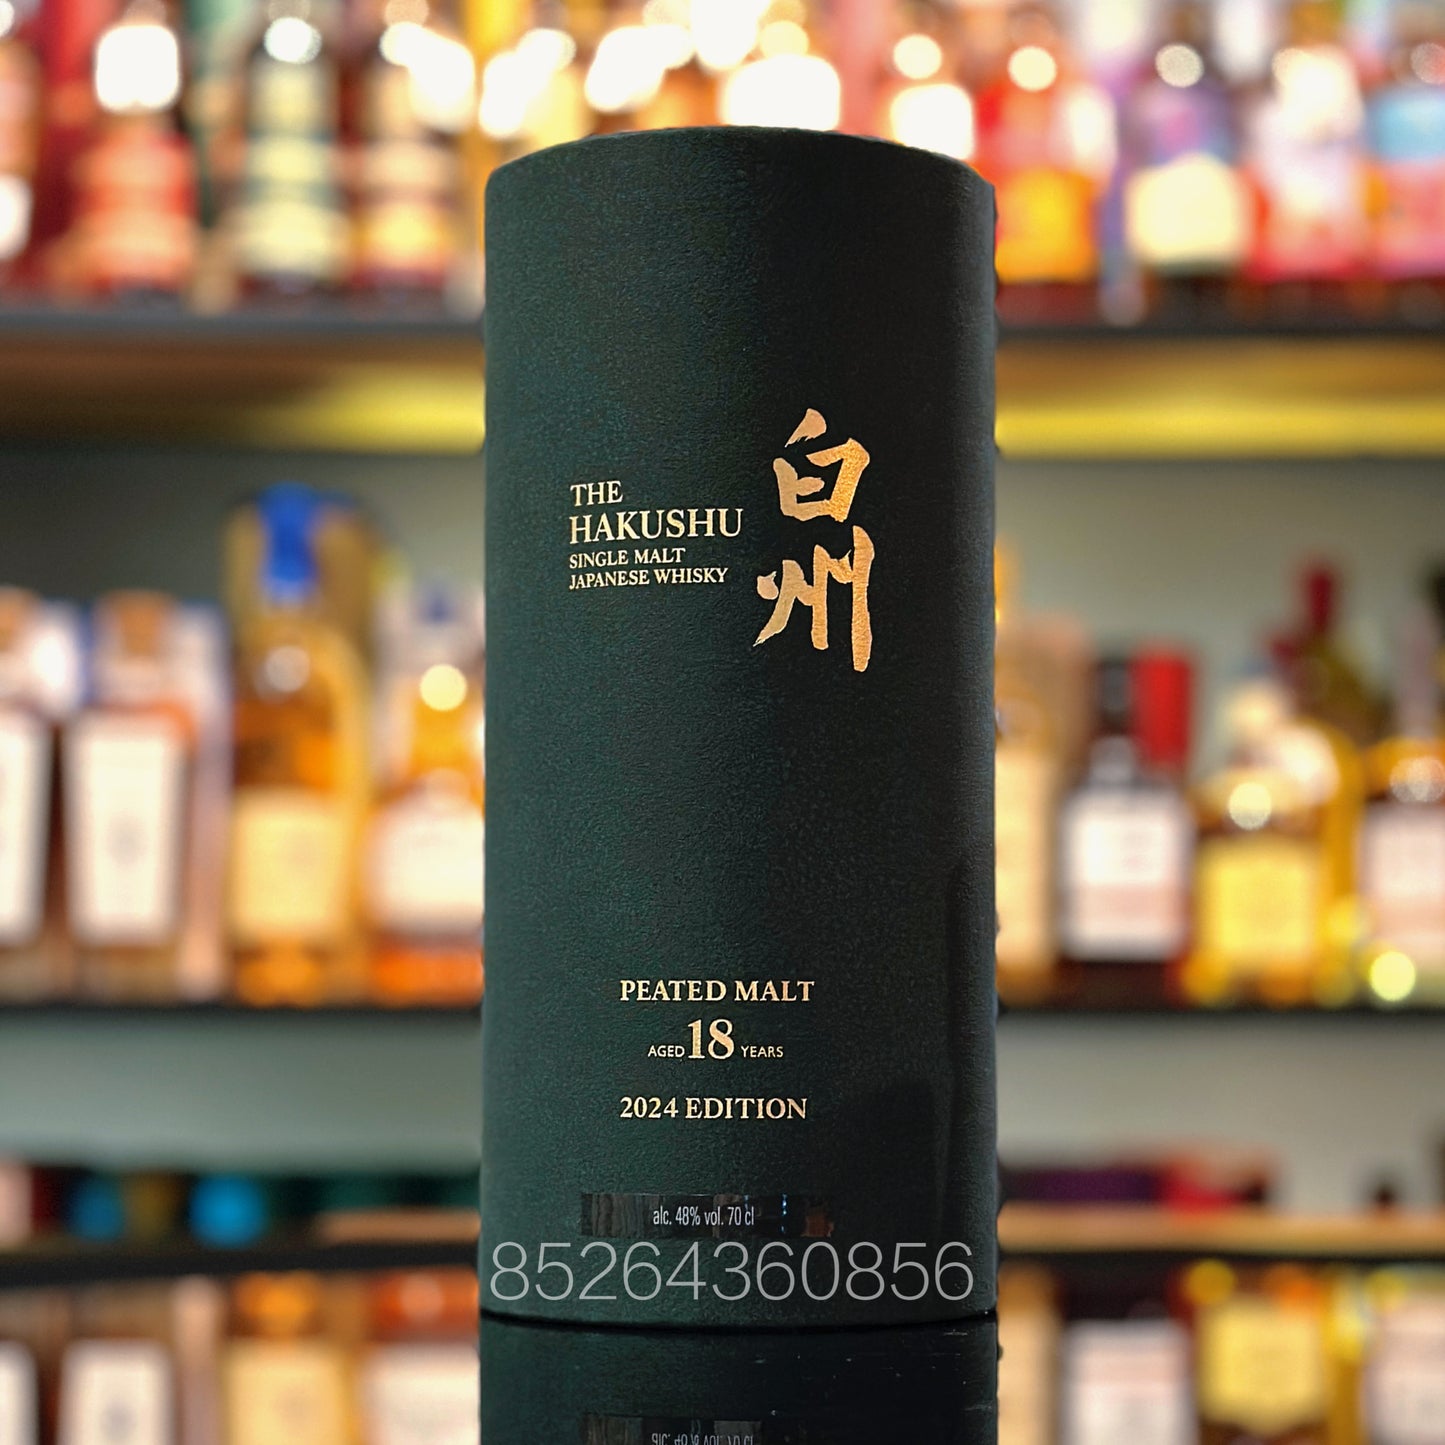 THE
HAKUSHU
SINGLE MALT
JAPANESE WHISKY
白
州
PEATED MALT
AGED 18 YEARS
2024 EDITION
alc. 48% vol. 70 cl
85264360856